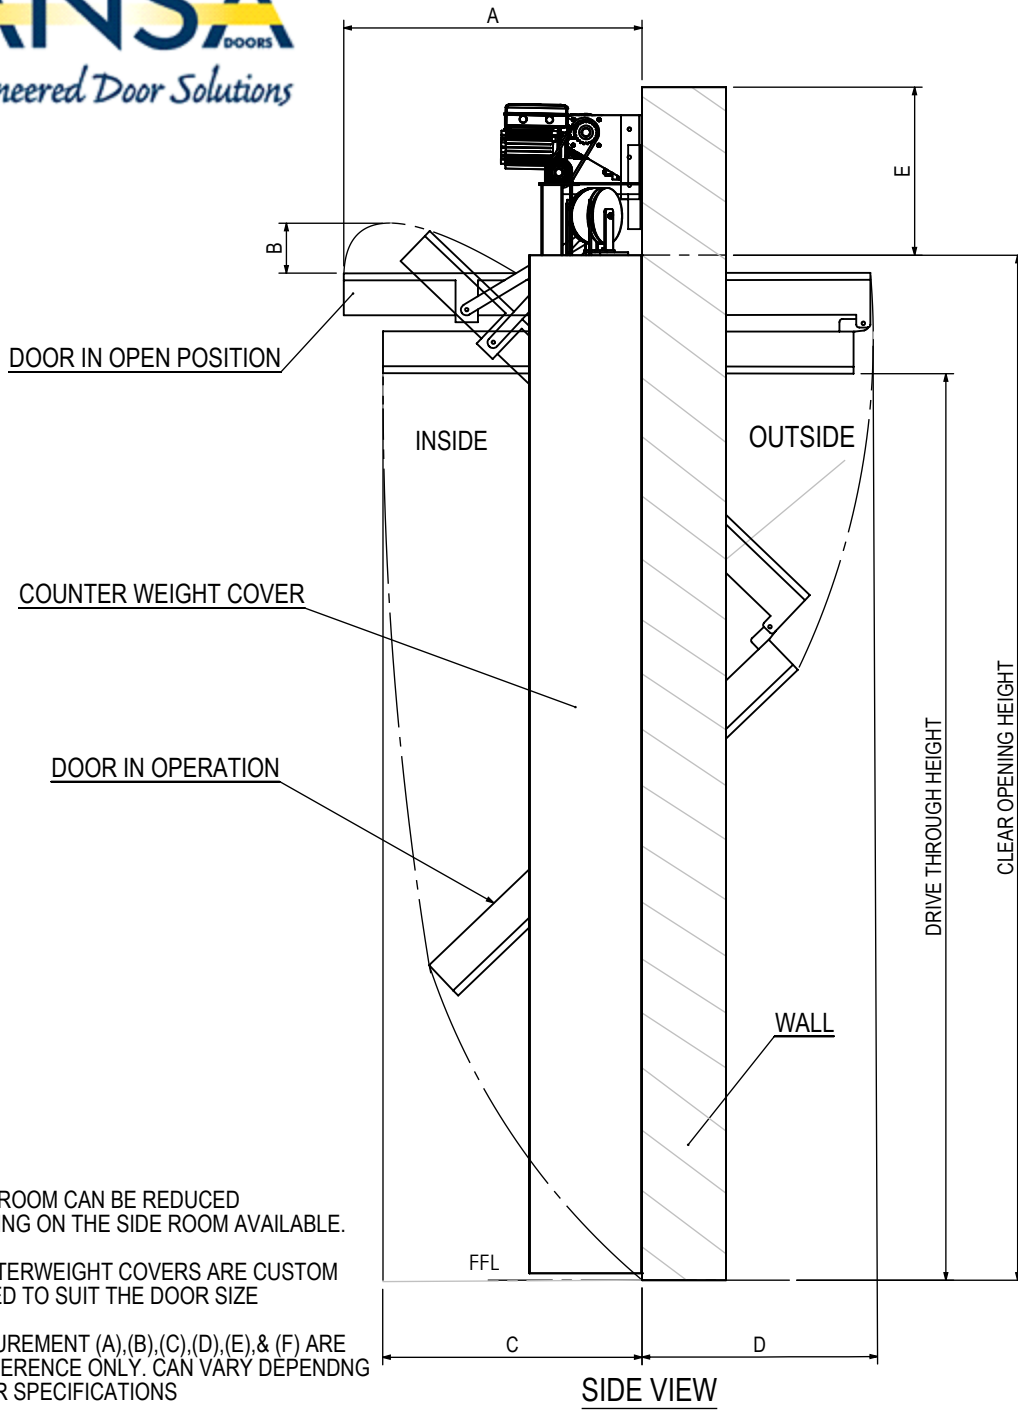 ANSA
DOORS
neered Door Solutions
A
E
B
DOOR IN OPEN POSITION
INSIDE
OUTSIDE
COUNTER WEIGHT COVER
DOOR IN OPERATION
DRIVE THROUGH HEIGHT
CLEAR OPENING HEIGHT
WALL
ROOM CAN BE REDUCED
ING ON THE SIDE ROOM AVAILABLE.
FFL
TERWEIGHT COVERS ARE CUSTOM
ED TO SUIT THE DOOR SIZE
UREMENT (A),(B),(C),(D),(E),& (F) ARE
ERENCE ONLY. CAN VARY DEPENDNG
R SPECIFICATIONS
C
D
SIDE VIEW